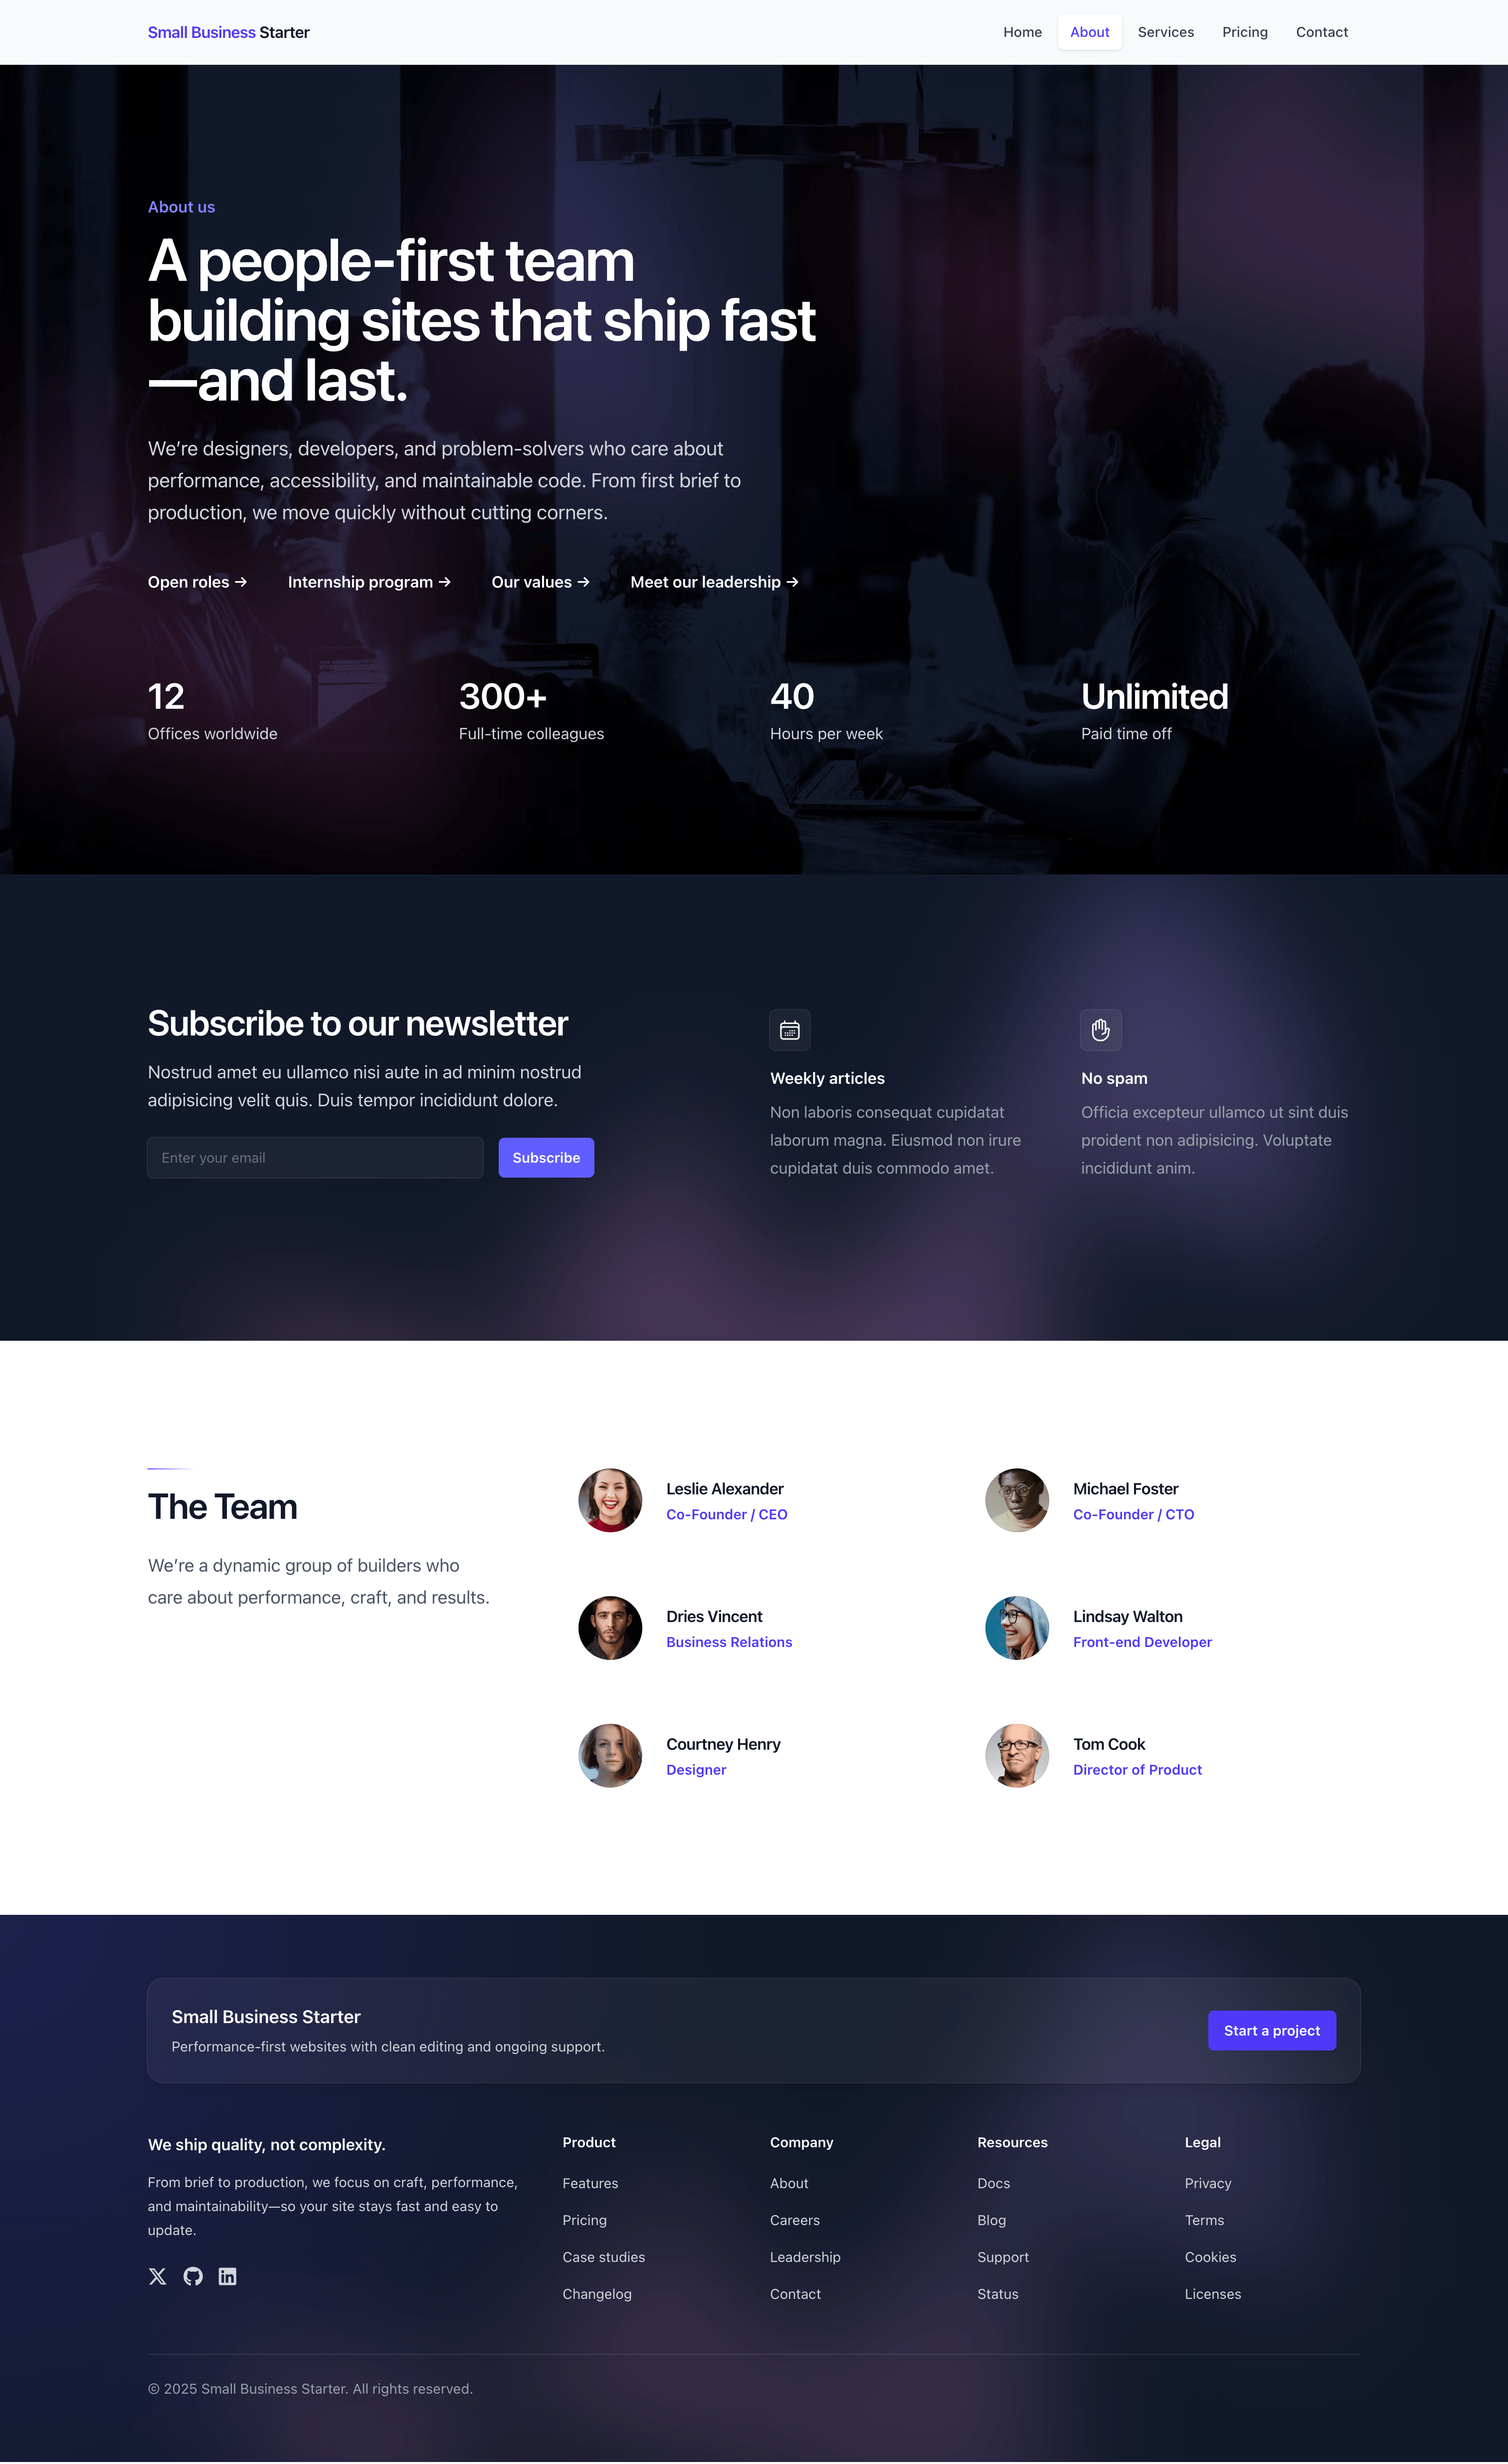 Small Business Starter
Home About Services Pricing Contact
About us
A people-first team
building sites that ship fast
—and last.
We’re designers, developers, and problem-solvers who care about
performance, accessibility, and maintainable code. From first brief to
production, we move quickly without cutting corners.
Open roles → Internship program → Our values → Meet our leadership →
12
Offices worldwide
300+
Full-time colleagues
40
Hours per week
Unlimited
Paid time off
Subscribe to our newsletter
Nostrud amet eu ullamco nisi aute in ad minim nostrud
adipisicing velit quis. Duis tempor incididunt dolore.
Enter your email
Subscribe
Weekly articles
Non laboris consequat cupidatat
laborum magna. Eiusmod non irure
cupidatat duis commodo amet.
No spam
Officia excepteur ullamco ut sint duis
proident non adipisicing. Voluptate
incididunt anim.
The Team
We’re a dynamic group of builders who
care about performance, craft, and results.
Leslie Alexander
Co-Founder / CEO
Michael Foster
Co-Founder / CTO
Dries Vincent
Business Relations
Lindsay Walton
Front-end Developer
Courtney Henry
Designer
Tom Cook
Director of Product
Small Business Starter
Performance-first websites with clean editing and ongoing support.
Start a project
We ship quality, not complexity.
From brief to production, we focus on craft, performance,
and maintainability—so your site stays fast and easy to
update.
Product
Features
Pricing
Case studies
Changelog
Company
About
Careers
Leadership
Contact
Resources
Docs
Blog
Support
Status
Legal
Privacy
Terms
Cookies
Licenses
© 2025 Small Business Starter. All rights reserved.